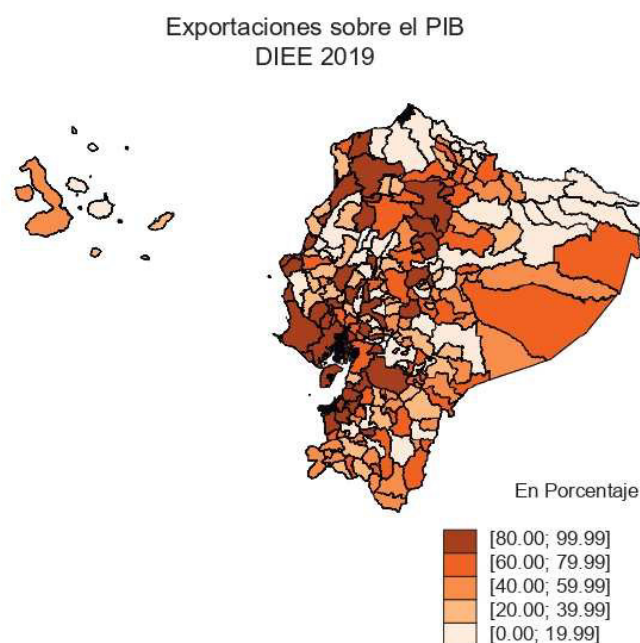 Exportaciones sobre el PIB
DIEE 2019
En Porcentaje
[80.00; 99.99]
[60.00; 79.99]
[40.00; 59.99]
[20.00; 39.99]
[0.00; 19.99]